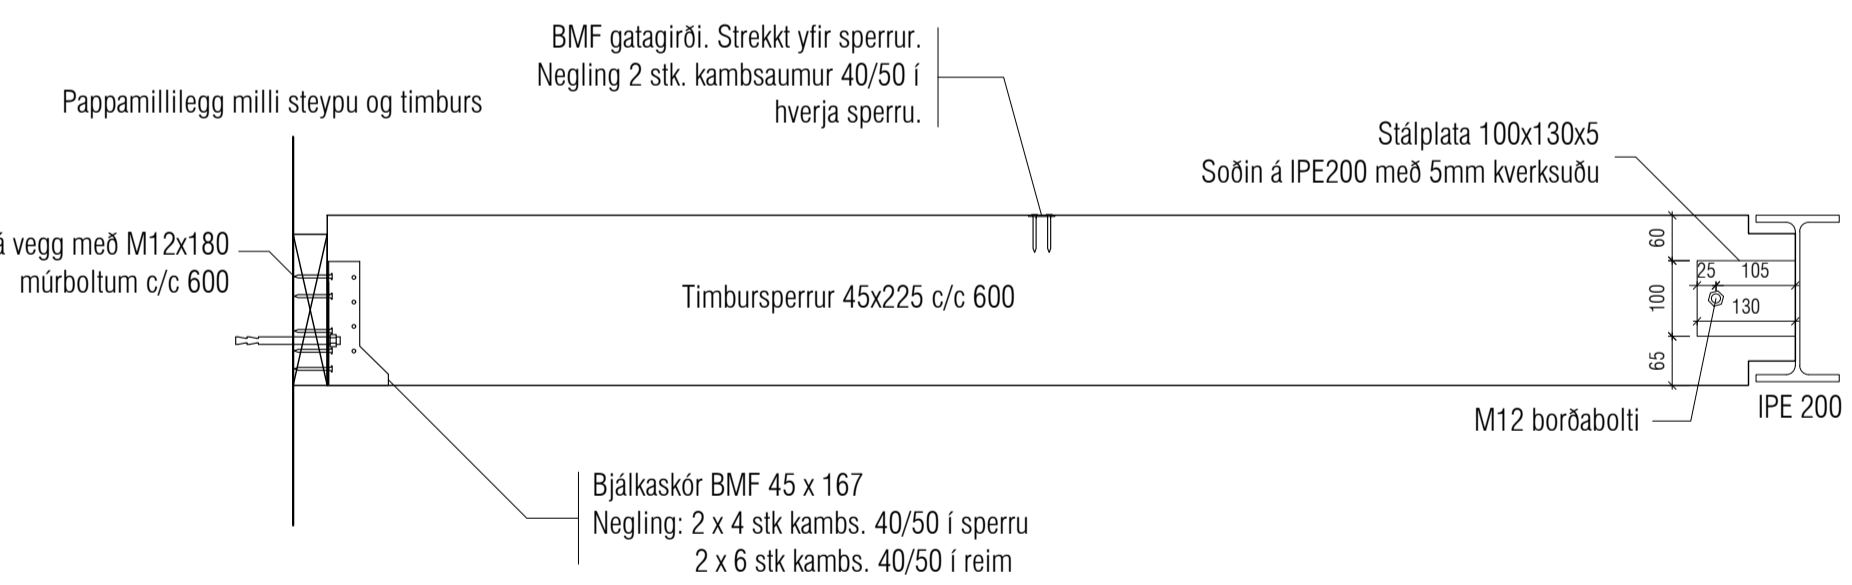 BMF gatagirði. Strekkt yfir sperrur.
Negling 2 stk. kambsaumur 40/50 í
hverja sperru.
Pappamillilegg milli steypu og timburs
Stálplata 100x130x5
Soðin á IPE200 með 5mm kverksuðu
á vegg með M12x180
múrboltum c/c 600
Timbursperrur 45x225 c/c 600
60
25 105
100
130
65
IPE 200
M12 borðabolti
Bjálkaskór BMF 45 x 167
Negling: 2 x 4 stk kambs. 40/50 í sperru
2 x 6 stk kambs. 40/50 í reim